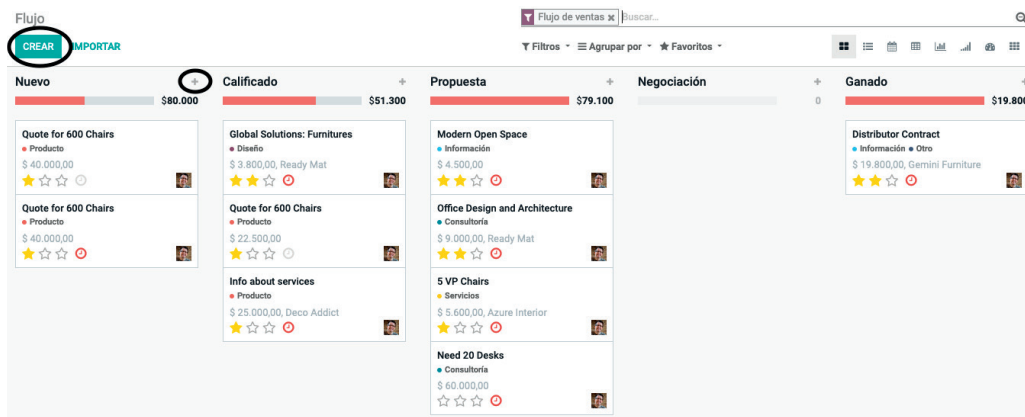 Flujo
Flujo de ventas × Buscar...
CREAR IMPORTAR
Filtros Agrupar por Favoritos
Nuevo +
$80.000
Quote for 600 Chairs
Producto
$ 40.000,00
Quote for 600 Chairs
Producto
$ 40.000,00
Calificado +
$51.300
Global Solutions: Furnitures
Diseño
$ 3.800,00, Ready Mat
Quote for 600 Chairs
Producto
$ 22.500,00
Info about services
Producto
$ 25.000,00, Deco Addict
Propuesta +
$79.100
Modern Open Space
Información
$ 4.500,00
Office Design and Architecture
Consultoría
$ 9.000,00, Ready Mat
5 VP Chairs
Servicios
$ 5.600,00, Azure Interior
Need 20 Desks
Consultoría
$ 60.000,00
Negociación +
0
Ganado +
$19.800
Distributor Contract
Información Otro
$ 19.800,00, Gemini Furniture